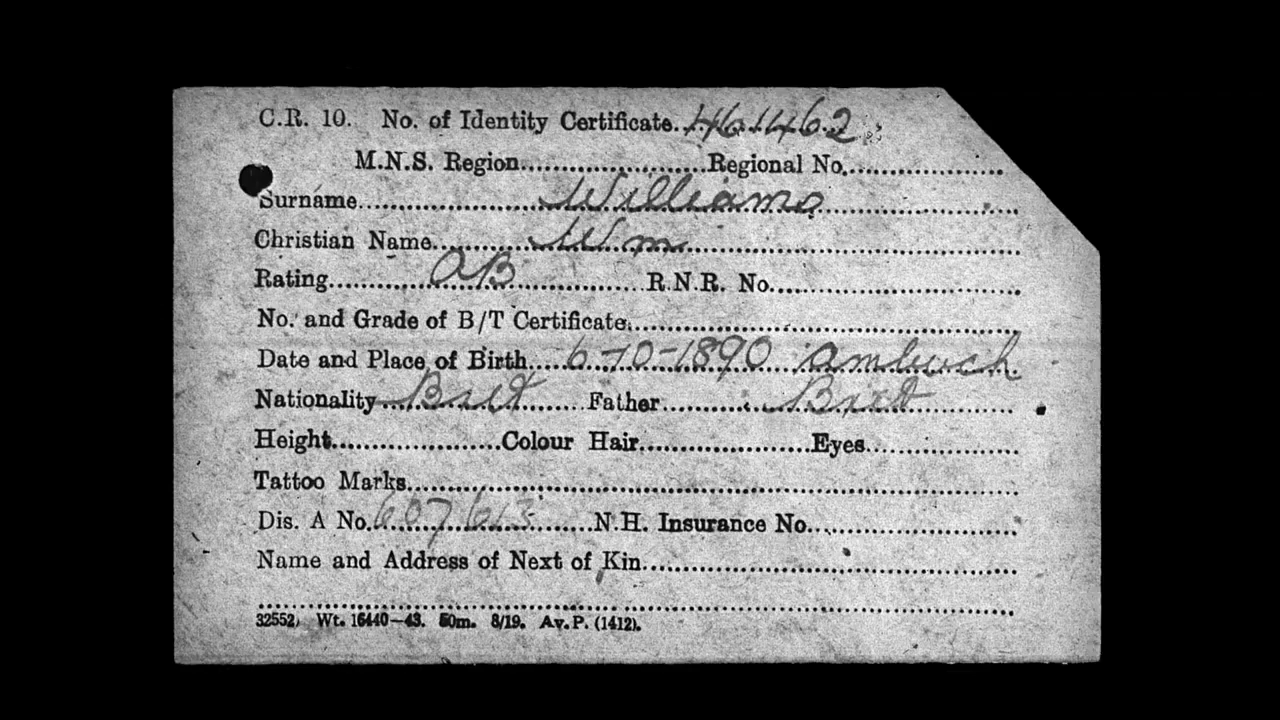 C.R. 10. No. of Identity Certificate. 461462
M.N.S. Region..................Regional No...................
Surname.................Williams..................
Christian Name...........Wm..................
Rating............AB.............R.N.R. No...................
No. and Grade of B/T Certificate...................
Date and Place of Birth....6-10-1890 Amlwch.
Nationality...Brit........Father..........Brit..........
Height..................Colour Hair..................Eyes..................
Tattoo Marks..................
Dis. A No. 607613......N.H. Insurance No...................
Name and Address of Next of Kin...................
32552. Wt. 16440—43. 50m. 8/19. Av. P. (1412).